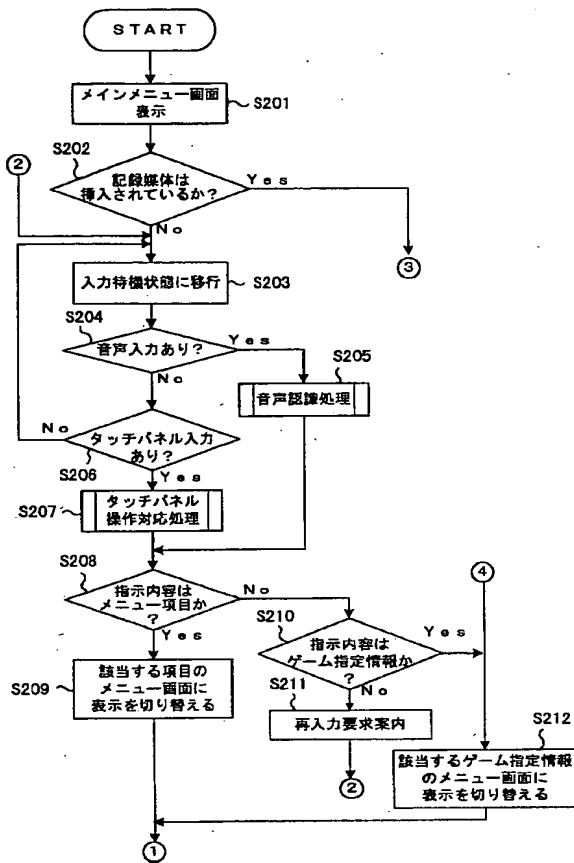 START
メインメニュー画面
表示
S201
S202
②
記録媒体は
挿入されているか?
Yes
No
③
入力待機状態に移行
S203
S204
音声入力あり?
Yes
No
S205
音声認識処理
No
タッチパネル入力
あり?
S206
Yes
S207
タッチパネル
操作対応処理
S208
指示内容は
メニュー項目か
?
No
Yes
④
S210
指示内容は
ゲーム指定情報か
?
Yes
No
S209
該当する項目の
メニュー画面に
表示を切り替える
S211
再入力要求案内
②
S212
該当するゲーム指定情報
のメニュー画面に
表示を切り替える
①